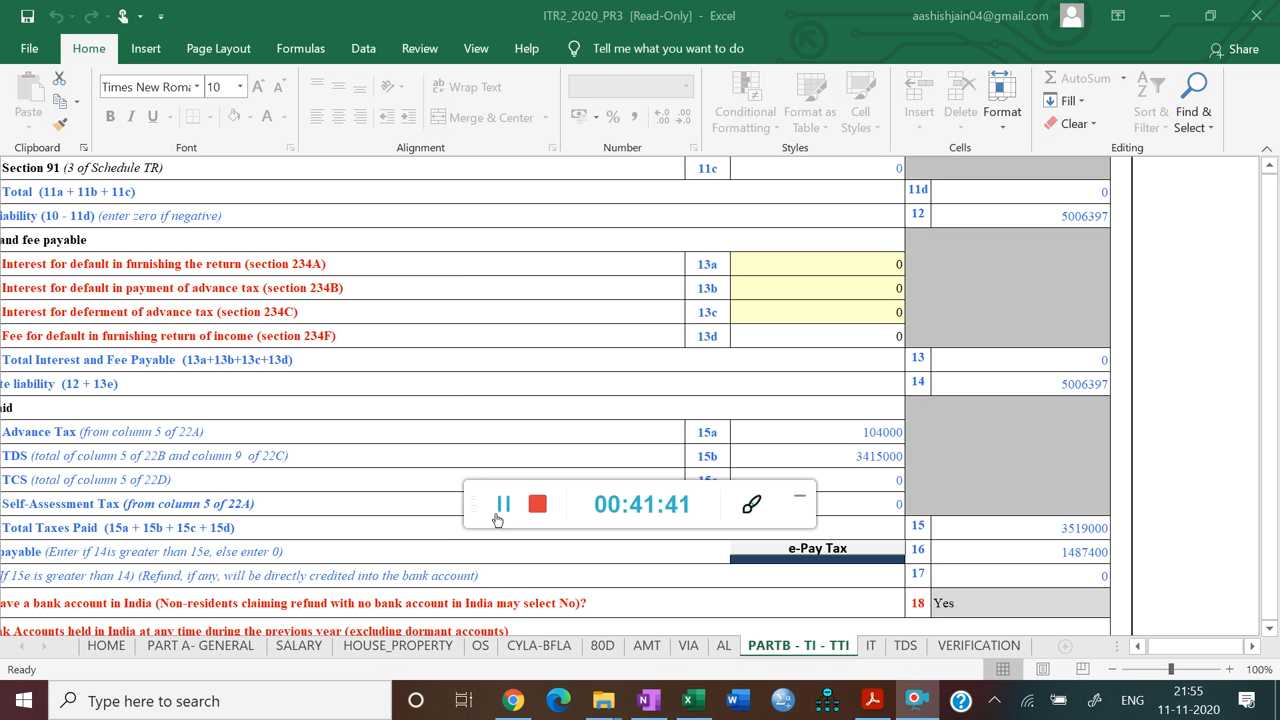 ITR2_2020_PR3 [Read-Only] - Excel
aashishjain04@gmail.com
File Home Insert Page Layout Formulas Data Review View Help Tell me what you want to do Share
Paste
Clipboard
Times New Roma 10
B I U
Font
Wrap Text
Merge & Center
Alignment
%
Number
Conditional Formatting
Format as Table
Cell Styles
Styles
Insert Delete Format
Cells
AutoSum
Fill
Clear
Sort & Filter
Find & Select
Editing
Section 91 (3 of Schedule TR) 11c 0
Total (11a + 11b + 11c) 11d 0
iability (10 - 11d) (enter zero if negative) 12 5006397
and fee payable
Interest for default in furnishing the return (section 234A) 13a 0
Interest for default in payment of advance tax (section 234B) 13b 0
Interest for deferment of advance tax (section 234C) 13c 0
Fee for default in furnishing return of income (section 234F) 13d 0
Total Interest and Fee Payable (13a+13b+13c+13d) 13 0
te liability (12 + 13e) 14 5006397
aid
Advance Tax (from column 5 of 22A) 15a 104000
TDS (total of column 5 of 22B and column 9 of 22C) 15b 3415000
TCS (total of column 5 of 22D) 0
Self-Assessment Tax (from column 5 of 22A) 0
00:41:41
Total Taxes Paid (15a + 15b + 15c + 15d) 15 3519000
payable (Enter if 14is greater than 15e, else enter 0) e-Pay Tax 16 1487400
If 15e is greater than 14) (Refund, if any, will be directly credited into the bank account) 17 0
ave a bank account in India (Non-residents claiming refund with no bank account in India may select No)? 18 Yes
k Accounts held in India at any time during the previous year (excluding dormant accounts)
HOME PART A- GENERAL SALARY HOUSE_PROPERTY OS CYLA-BFLA 80D AMT VIA AL PARTB - TI - TTI IT TDS VERIFICATION
Ready
100%
Type here to search
ENG
21:55
11-11-2020